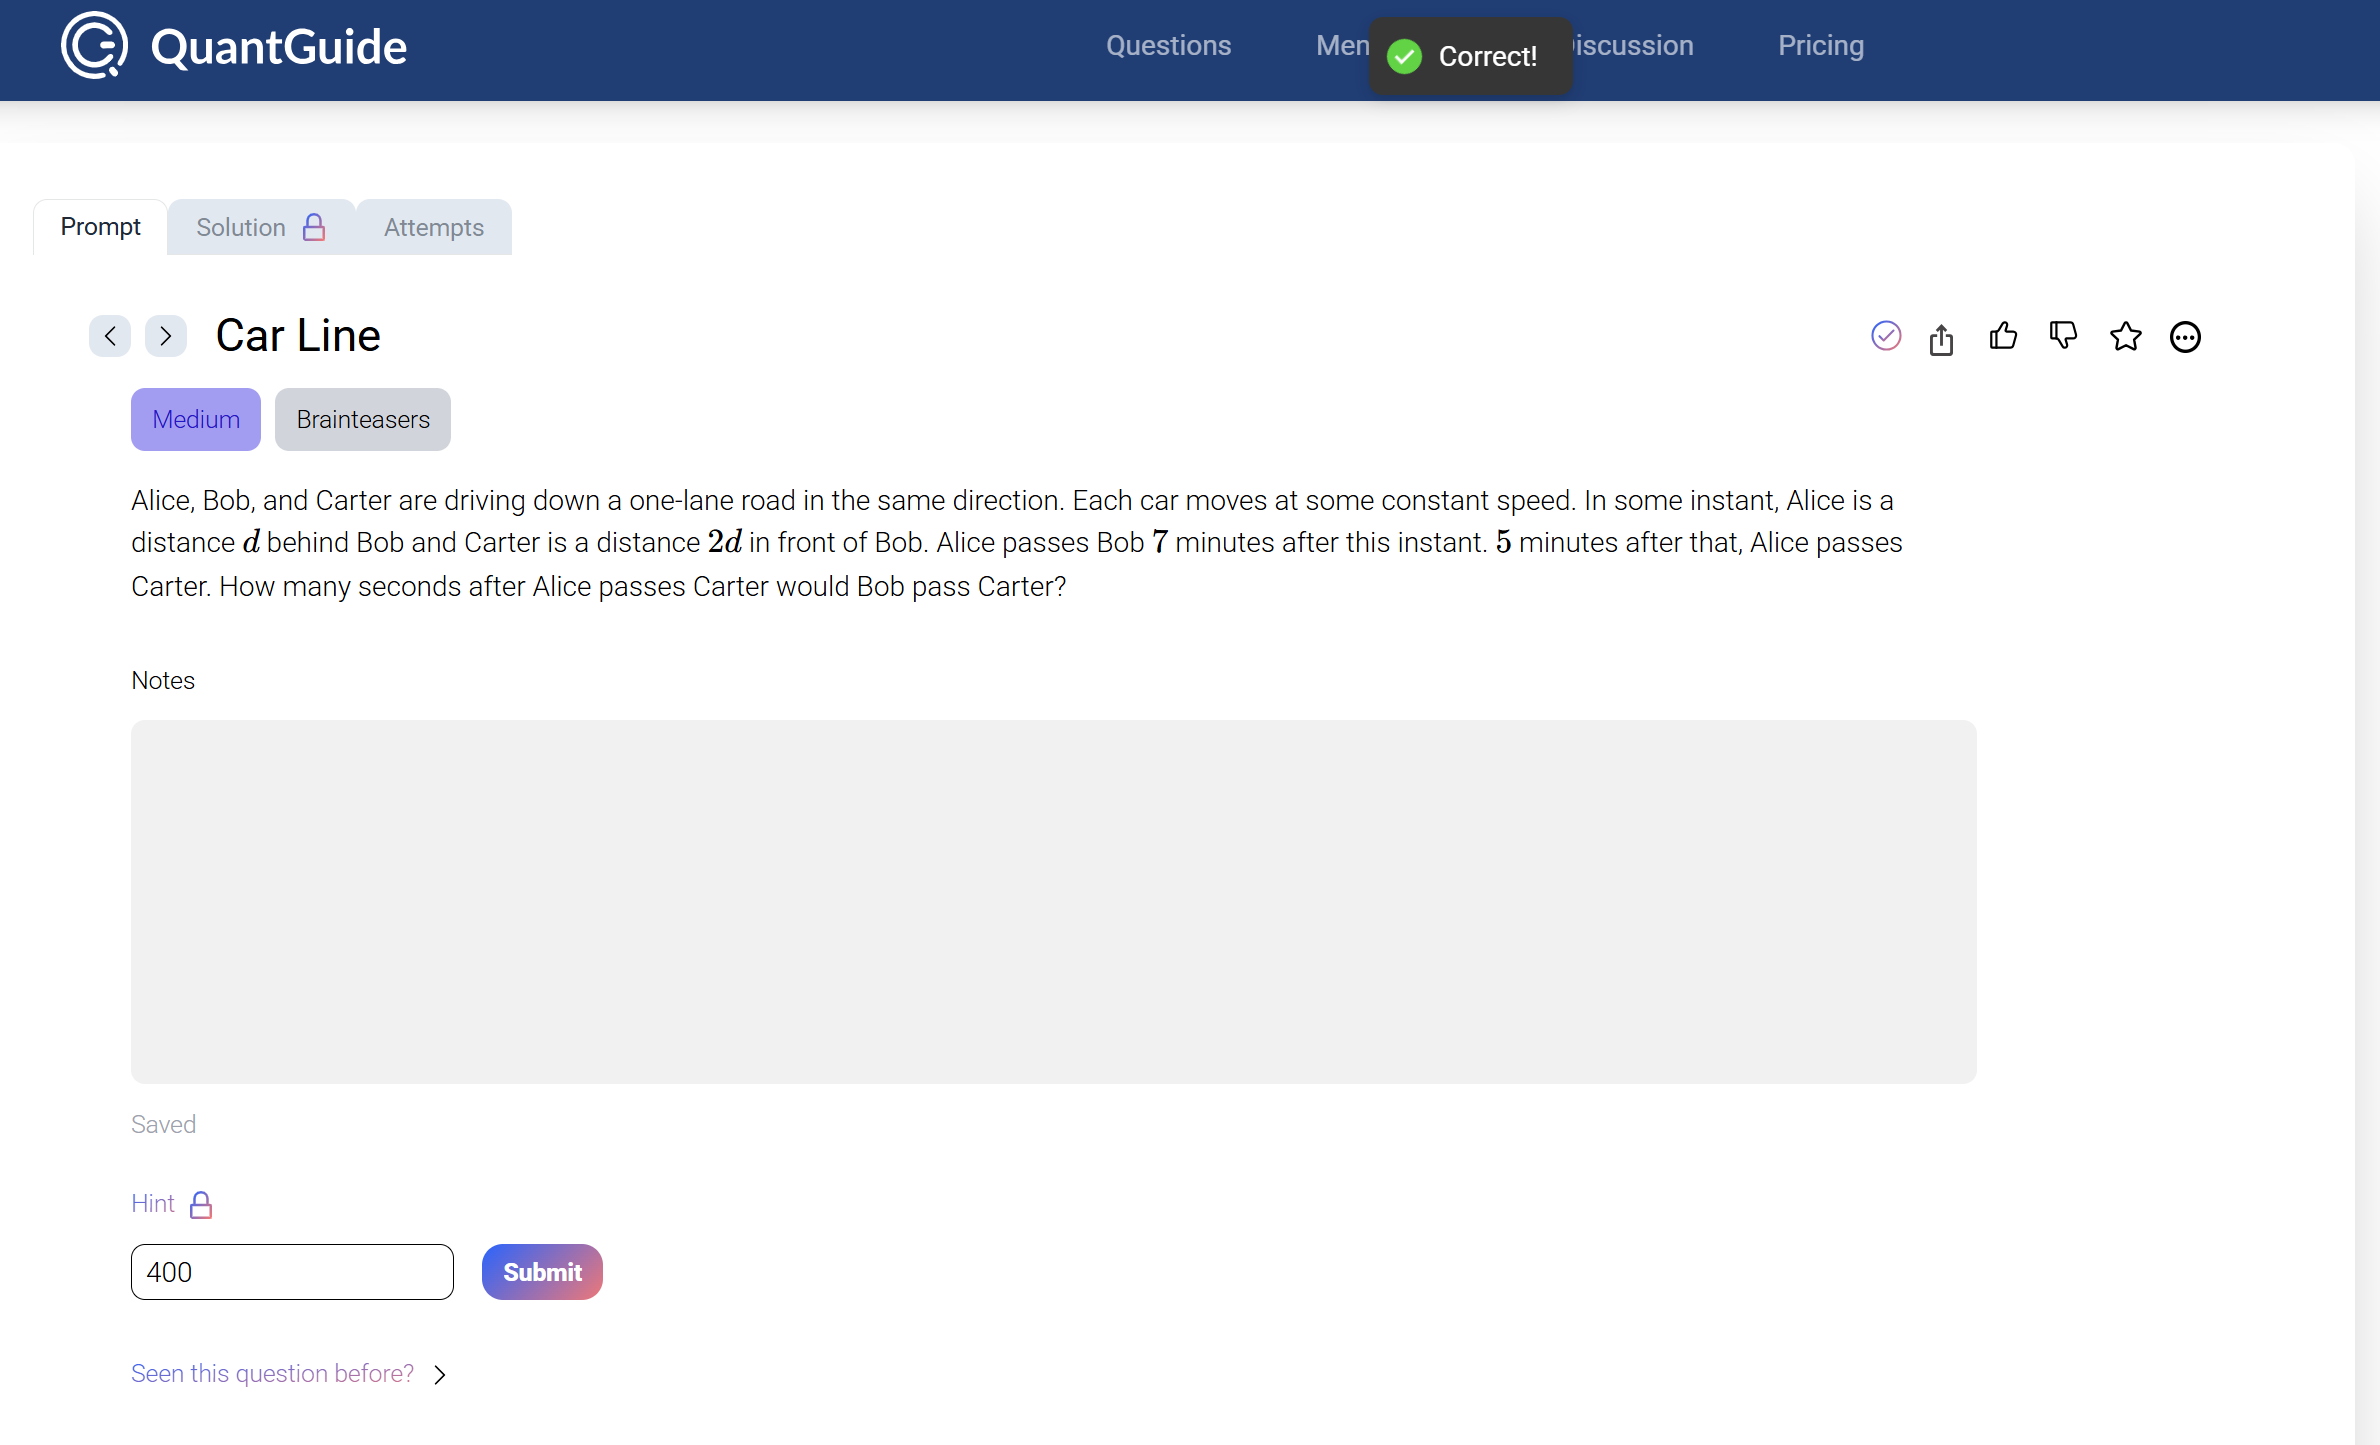 QuantGuide
Questions
Correct!
Pricing
Prompt
Solution
Attempts
Car Line
Medium
Brainteasers
Alice, Bob, and Carter are driving down a one-lane road in the same direction. Each car moves at some constant speed. In some instant, Alice is a
distance d behind Bob and Carter is a distance 2d in front of Bob. Alice passes Bob 7 minutes after this instant. 5 minutes after that, Alice passes
Carter. How many seconds after Alice passes Carter would Bob pass Carter?
Notes
Saved
Hint
400
Submit
Seen this question before?